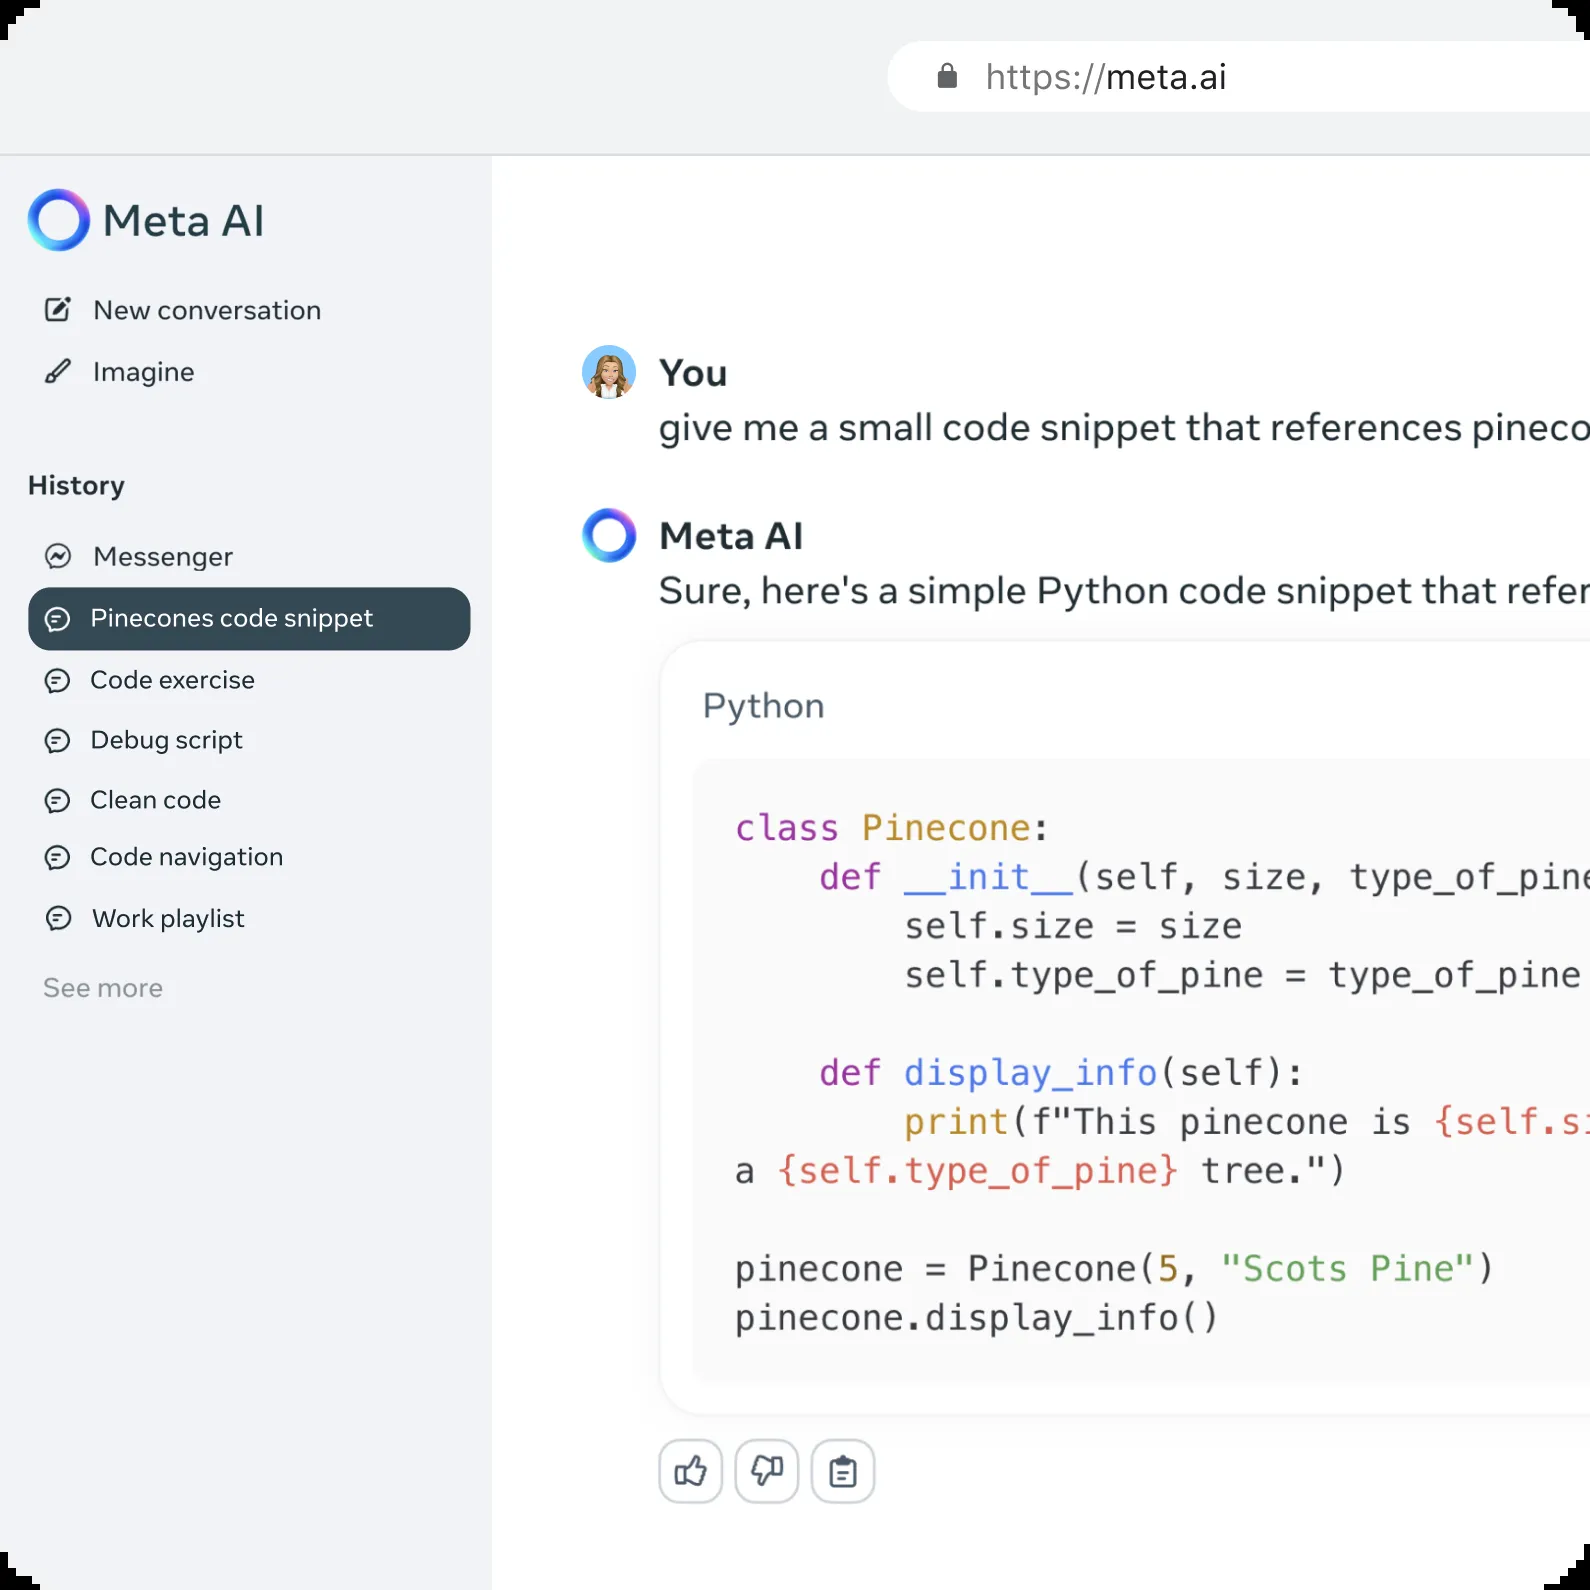 https://meta.ai
Meta AI
New conversation
Imagine
History
Messenger
Pinecones code snippet
Code exercise
Debug script
Clean code
Code navigation
Work playlist
See more
You
give me a small code snippet that references pineco
Meta AI
Sure, here's a simple Python code snippet that refer
Python
class Pinecone:
    def __init__(self, size, type_of_pine
        self.size = size
        self.type_of_pine = type_of_pine
    def display_info(self):
        print(f"This pinecone is {self.si
a {self.type_of_pine} tree.")
pinecone = Pinecone(5, "Scots Pine")
pinecone.display_info()